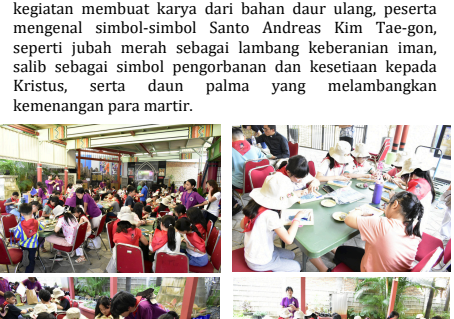 kegiatan membuat karya dari bahan daur ulang, peserta
mengenal simbol-simbol Santo Andreas Kim Tae-gon,
seperti jubah merah sebagai lambang keberanian iman,
salib sebagai simbol pengorbanan dan kesetiaan kepada
Kristus, serta daun palma yang melambangkan
kemenangan para martir.